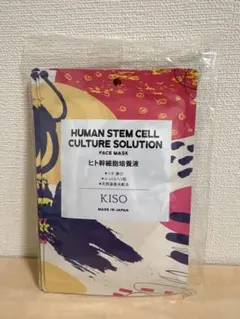 HUMAN STEM CELL
CULTURE SOLUTION
FACE MASK
ヒト幹細胞培養液
KISO
MADE IN JAPAN